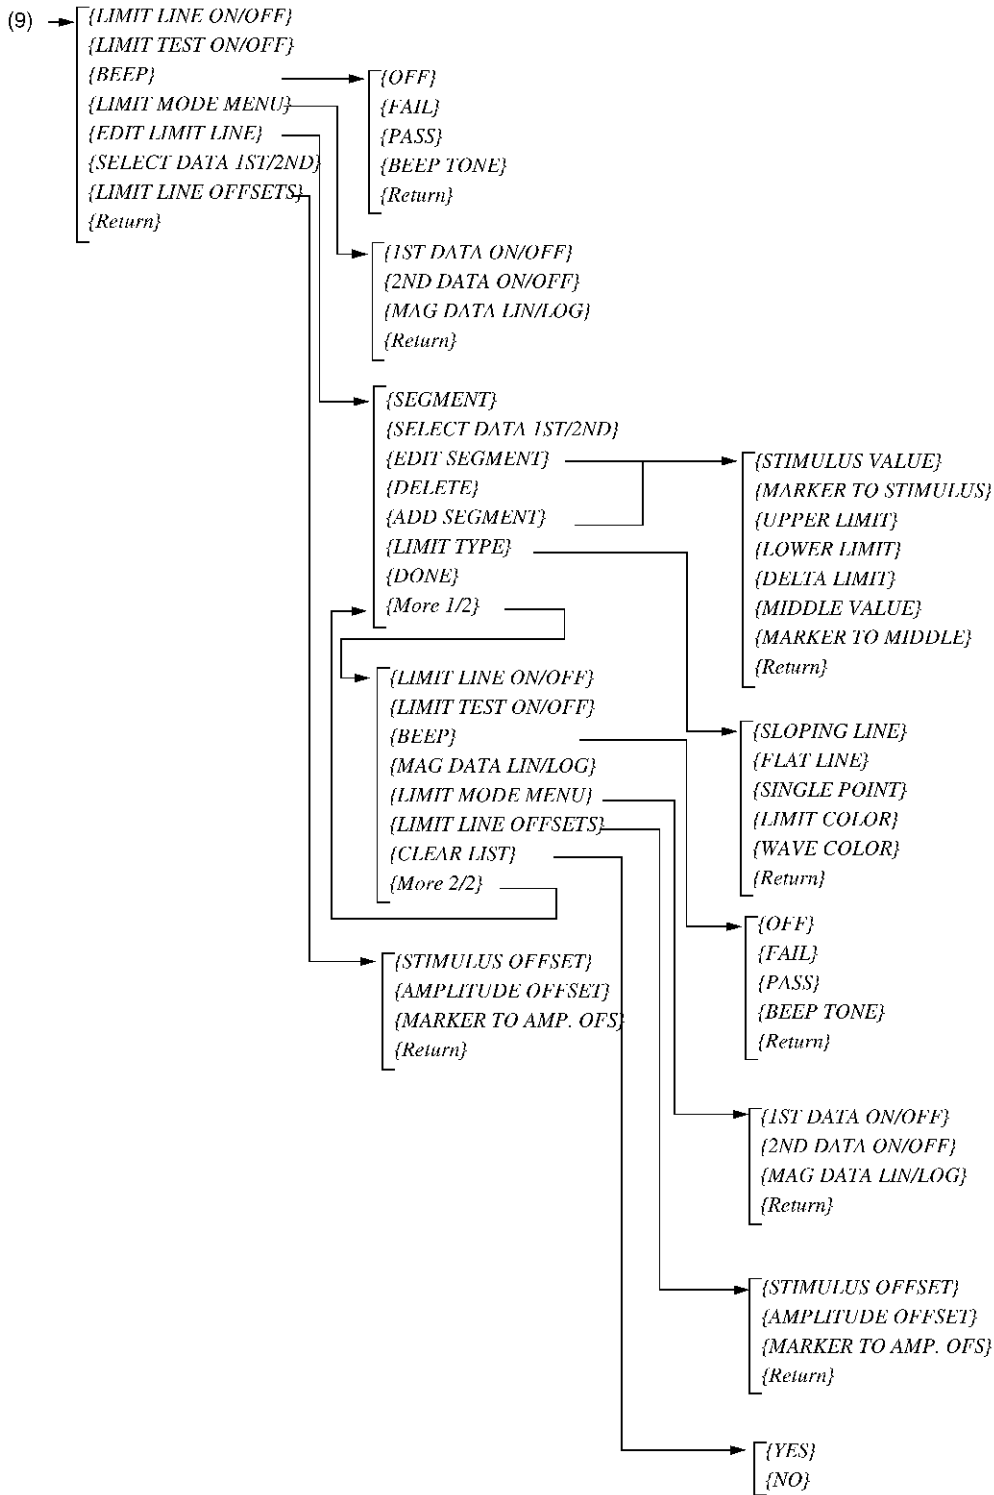 (9)
{LIMIT LINE ON/OFF}
{LIMIT TEST ON/OFF}
{BEEP}
{LIMIT MODE MENU}
{EDIT LIMIT LINE}
{SELECT DATA 1ST/2ND}
{LIMIT LINE OFFSETS}
{Return}
{OFF}
{FAIL}
{PASS}
{BEEP TONE}
{Return}
{1ST DATA ON/OFF}
{2ND DATA ON/OFF}
{MAG DATA LIN/LOG}
{Return}
{SEGMENT}
{SELECT DATA 1ST/2ND}
{EDIT SEGMENT}
{DELETE}
{ADD SEGMENT}
{LIMIT TYPE}
{DONE}
{More 1/2}
{STIMULUS VALUE}
{MARKER TO STIMULUS}
{UPPER LIMIT}
{LOWER LIMIT}
{DELTA LIMIT}
{MIDDLE VALUE}
{MARKER TO MIDDLE}
{Return}
{LIMIT LINE ON/OFF}
{LIMIT TEST ON/OFF}
{BEEP}
{MAG DATA LIN/LOG}
{LIMIT MODE MENU}
{LIMIT LINE OFFSETS}
{CLEAR LIST}
{More 2/2}
{SLOPING LINE}
{FLAT LINE}
{SINGLE POINT}
{LIMIT COLOR}
{WAVE COLOR}
{Return}
{OFF}
{FAIL}
{PASS}
{BEEP TONE}
{Return}
{STIMULUS OFFSET}
{AMPLITUDE OFFSET}
{MARKER TO AMP. OFS}
{Return}
{1ST DATA ON/OFF}
{2ND DATA ON/OFF}
{MAG DATA LIN/LOG}
{Return}
{STIMULUS OFFSET}
{AMPLITUDE OFFSET}
{MARKER TO AMP. OFS}
{Return}
{YES}
{NO}